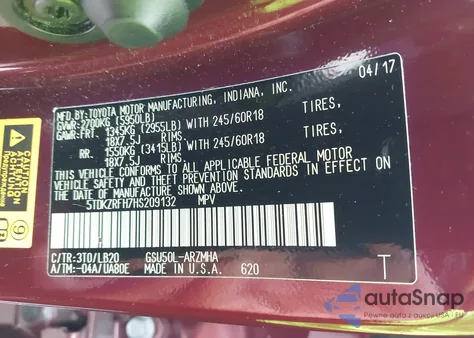 MFD.BY:TOYOTA MOTOR MANUFACTURING, INDIANA, INC. 04/17
GVWR:2700KG (5950LB)
GAWR:FRT. 1345KG (2955LB) WITH 245/60R18 TIRES,
18X7.5J RIMS,
RR. 1550KG (3415LB) WITH 245/60R18 TIRES,
18X7.5J RIMS,
THIS VEHICLE CONFORMS TO ALL APPLICABLE FEDERAL MOTOR
VEHICLE SAFETY AND THEFT PREVENTION STANDARDS IN
EFFECT ON THE DATE OF MANUFACTURE SHOWN ABOVE.
5TDKZRFH7HS209132 MPV
C/TR:3T0/LB20 GSU50L-ARZMHA
A/TM:-04A/UA80E MADE IN U.S.A. 620 T
9
autoSnap